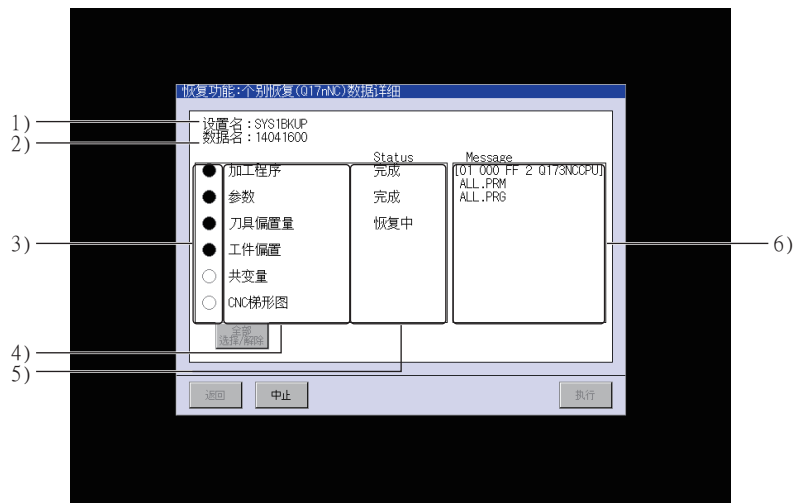 恢复功能:个别恢复(Q17nNC)数据详细
1)
设置名:SYS1BKUP
2)
数据名:14041600
Status
Message
加工程序
完成
[01 000 FF 2 Q173NCCPU]
ALL.PRM
参数
完成
ALL.PRG
3)
刀具偏置量
恢复中
6)
工件偏置
共变量
CNC梯形图
全部
选择/解除
4)
5)
返回
中止
执行